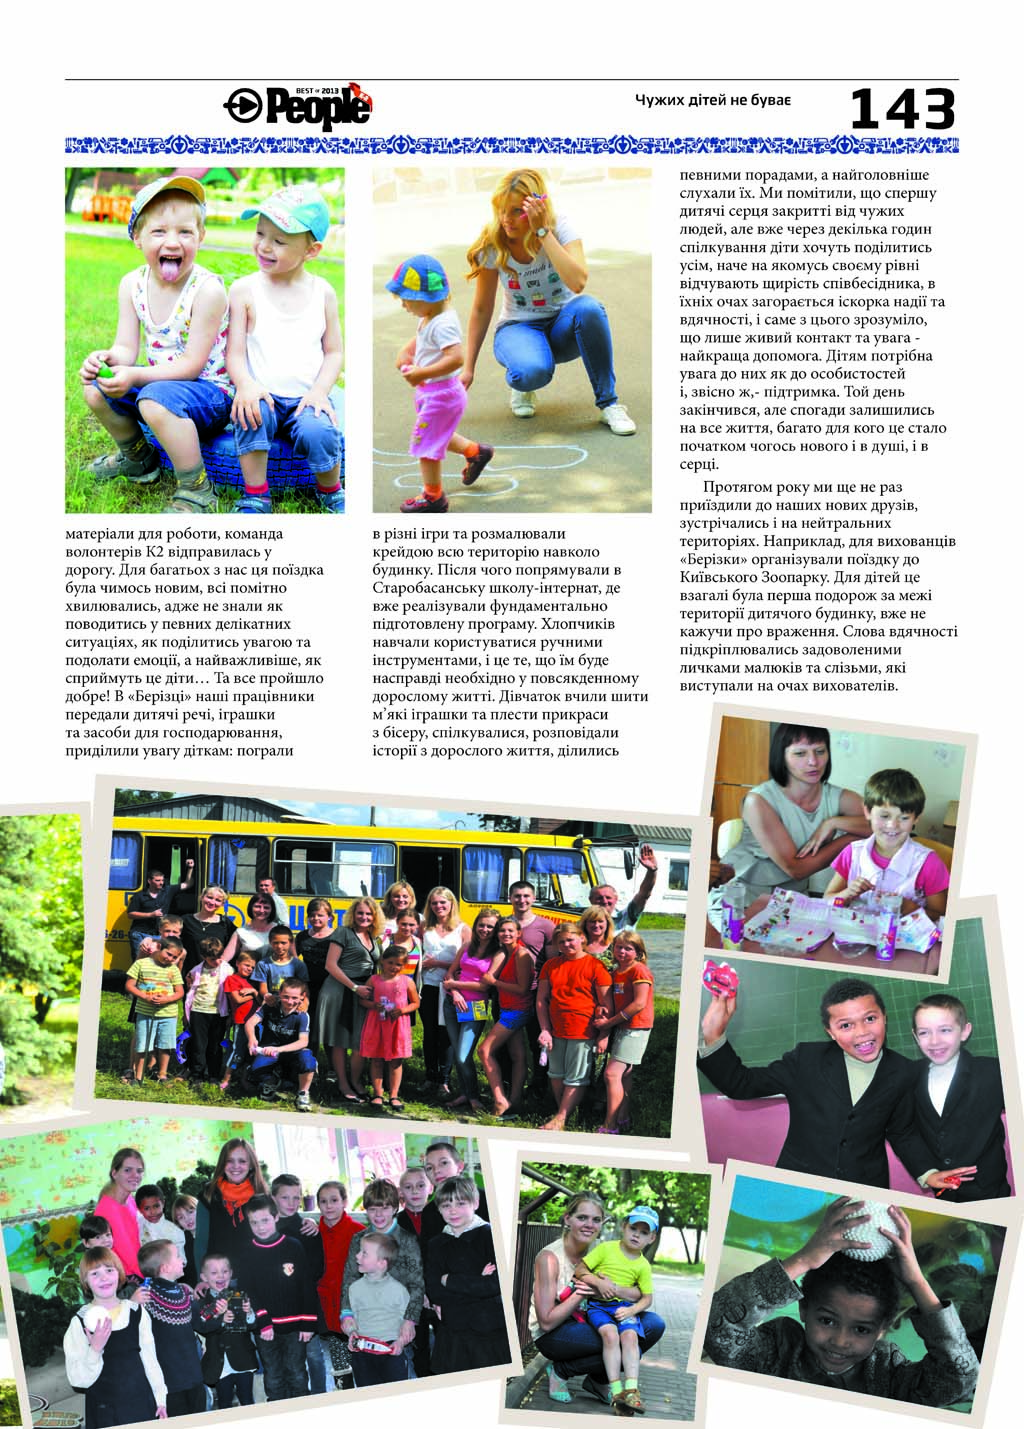 BEST of 2013
People
Чужих дітей не буває
143
матеріали для роботи, команда
волонтерів К2 відправилась у
дорогу. Для багатьох з нас ця поїздка
була чимось новим, всі помітно
хвилювались, адже не знали як
поводитись у певних делікатних
ситуаціях, як поділитись увагою та
подолати емоції, а найважливіше, як
сприймуть це діти… Та все пройшло
добре! В «Берізці» наші працівники
передали дитячі речі, іграшки
та засоби для господарювання,
приділили увагу діткам: пограли
в різні ігри та розмалювали
крейдою всю територію навколо
будинку. Після чого попрямували в
Старобасанську школу-інтернат, де
вже реалізували фундаментально
підготовлену програму. Хлопчиків
навчали користуватися ручними
інструментами, і це те, що їм буде
насправді необхідно у повсякденному
дорослому житті. Дівчаток вчили шити
м’які іграшки та плести прикраси
з бісеру, спілкувалися, розповідали
історії з дорослого життя, ділились
певними порадами, а найголовніше
слухали їх. Ми помітили, що спершу
дитячі серця закритті від чужих
людей, але вже через декілька годин
спілкування діти хочуть поділитись
усім, наче на якомусь своєму рівні
відчувають щирість співбесідника, в
їхніх очах загорається іскорка надії та
вдячності, і саме з цього зрозуміло,
що лише живий контакт та увага -
найкраща допомога. Дітям потрібна
увага до них як до особистостей
і, звісно ж,- підтримка. Той день
закінчився, але спогади залишились
на все життя, багато для кого це стало
початком чогось нового і в душі, і в
серці.
Протягом року ми ще не раз
приїздили до наших нових друзів,
зустрічались і на нейтральних
територіях. Наприклад, для вихованців
«Берізки» організували поїздку до
Київського Зоопарку. Для дітей це
взагалі була перша подорож за межі
території дитячого будинку, вже не
кажучи про враження. Слова вдячності
підкріплювались задоволеними
личками малюків та слізьми, які
виступали на очах вихователів.